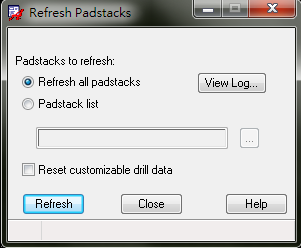 Refresh Padstacks
Padstacks to refresh:
Refresh all padstacks
View Log...
Padstack list
...
Reset customizable drill data
Refresh
Close
Help